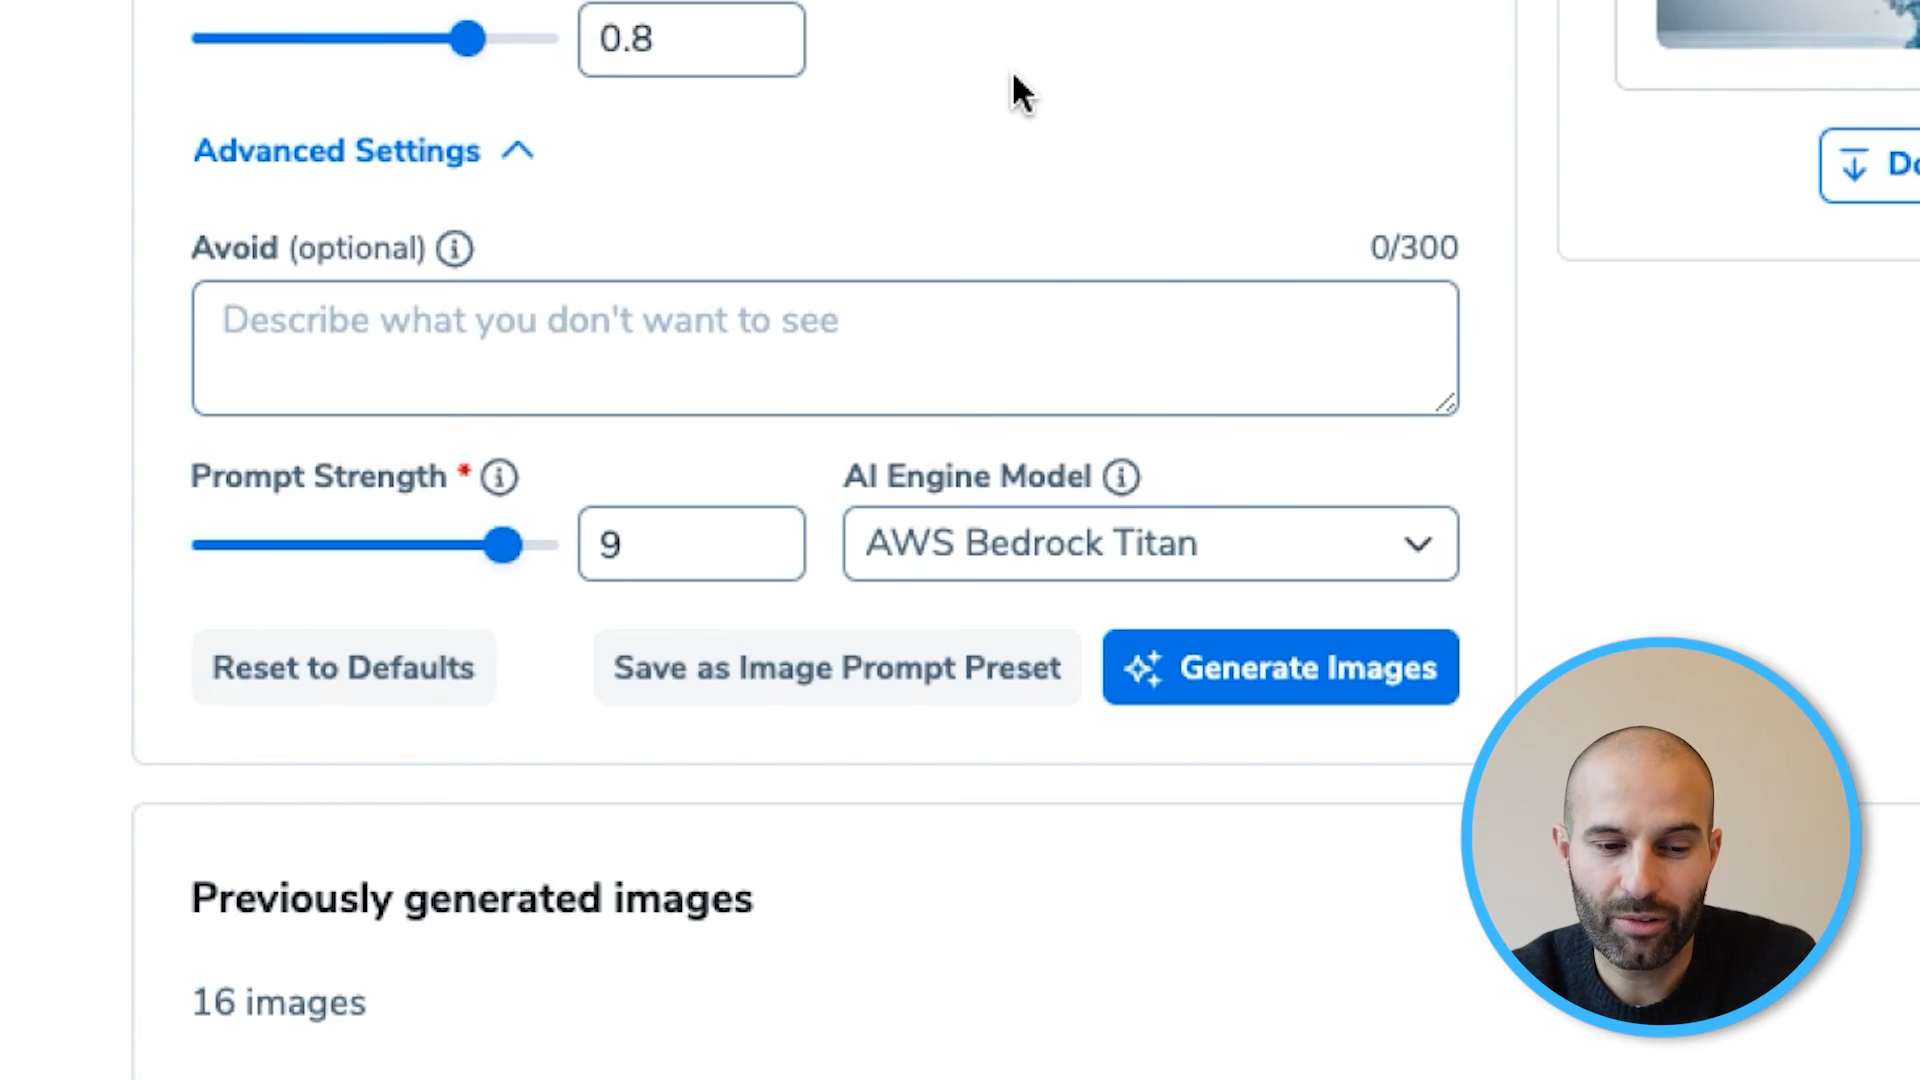 0.8
Advanced Settings
Avoid (optional)
0/300
Describe what you don't want to see
Prompt Strength *
AI Engine Model
9
AWS Bedrock Titan
Reset to Defaults
Save as Image Prompt Preset
Generate Images
Previously generated images
16 images